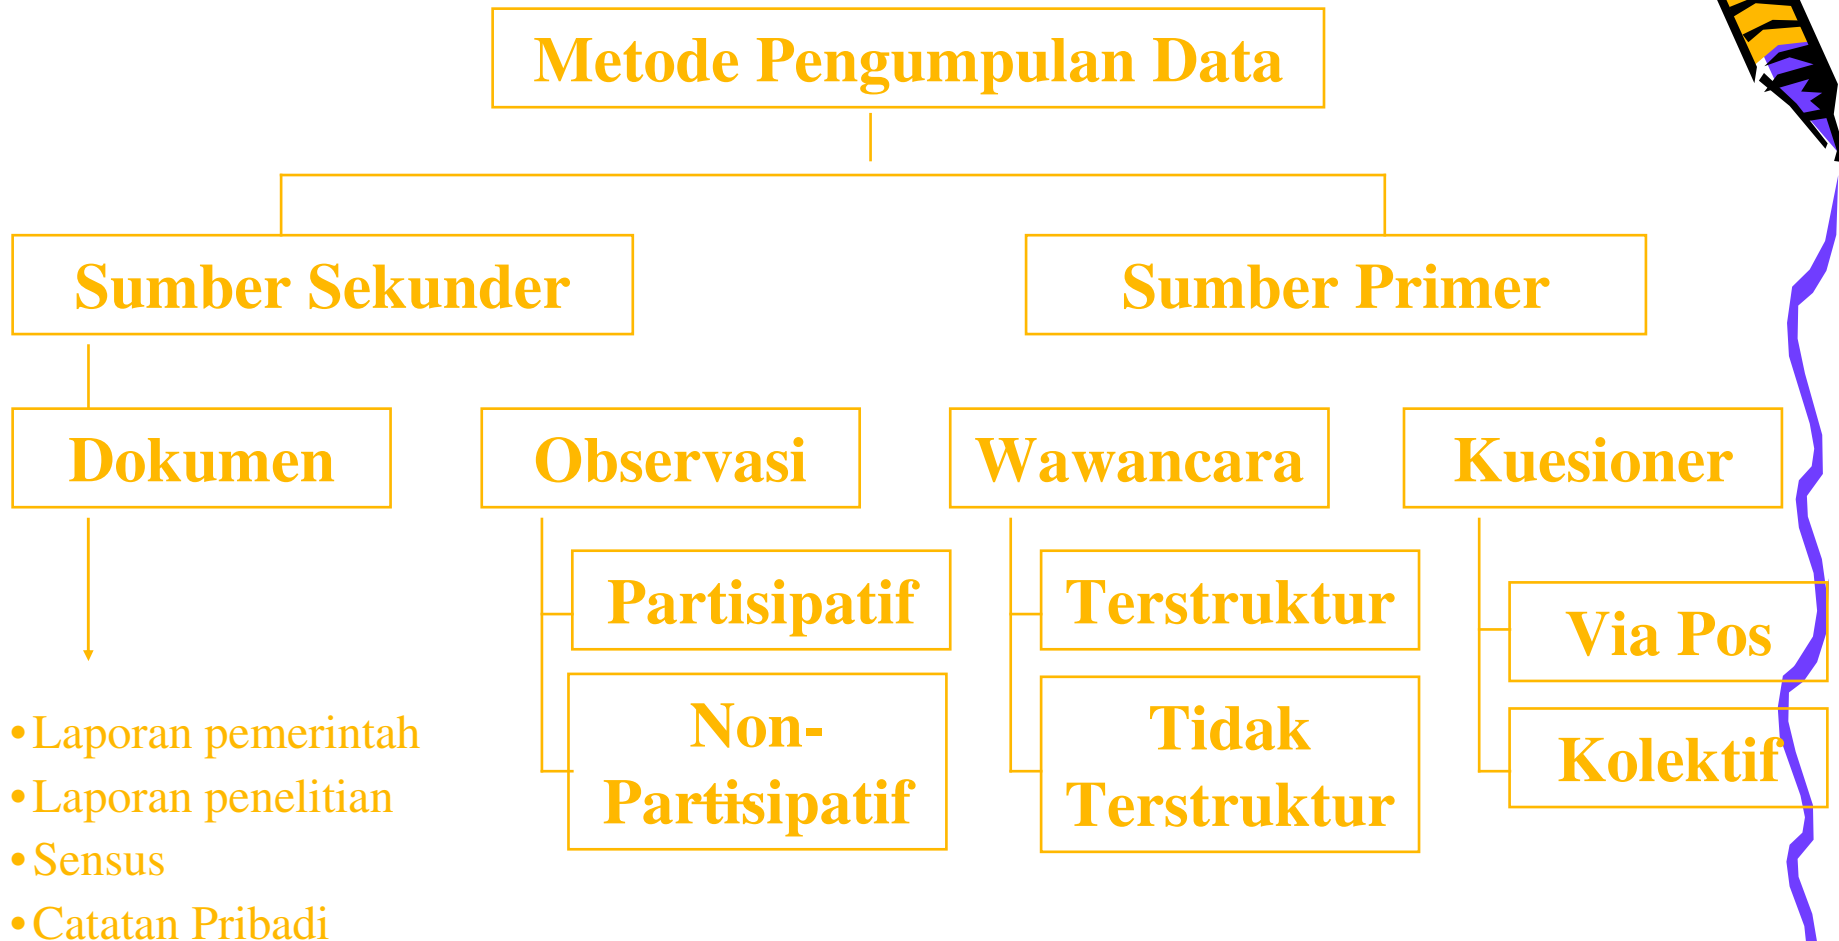 Metode Pengumpulan Data
Sumber Sekunder
Sumber Primer
Dokumen
Observasi
Wawancara
Kuesioner
Partisipatif
Non-
Partisipatif
Terstruktur
Tidak
Terstruktur
Via Pos
Kolektif
•Laporan pemerintah
•Laporan penelitian
•Sensus
•Catatan Pribadi